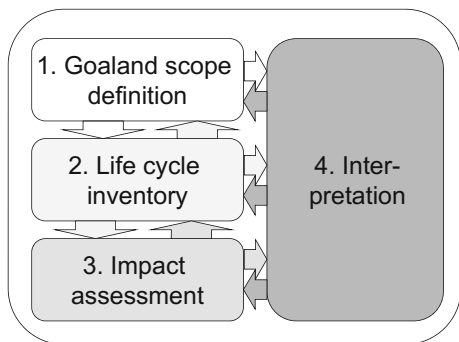 1. Goaland scope
definition
2. Life cycle
inventory
3. Impact
assessment
4. Inter-
pretation